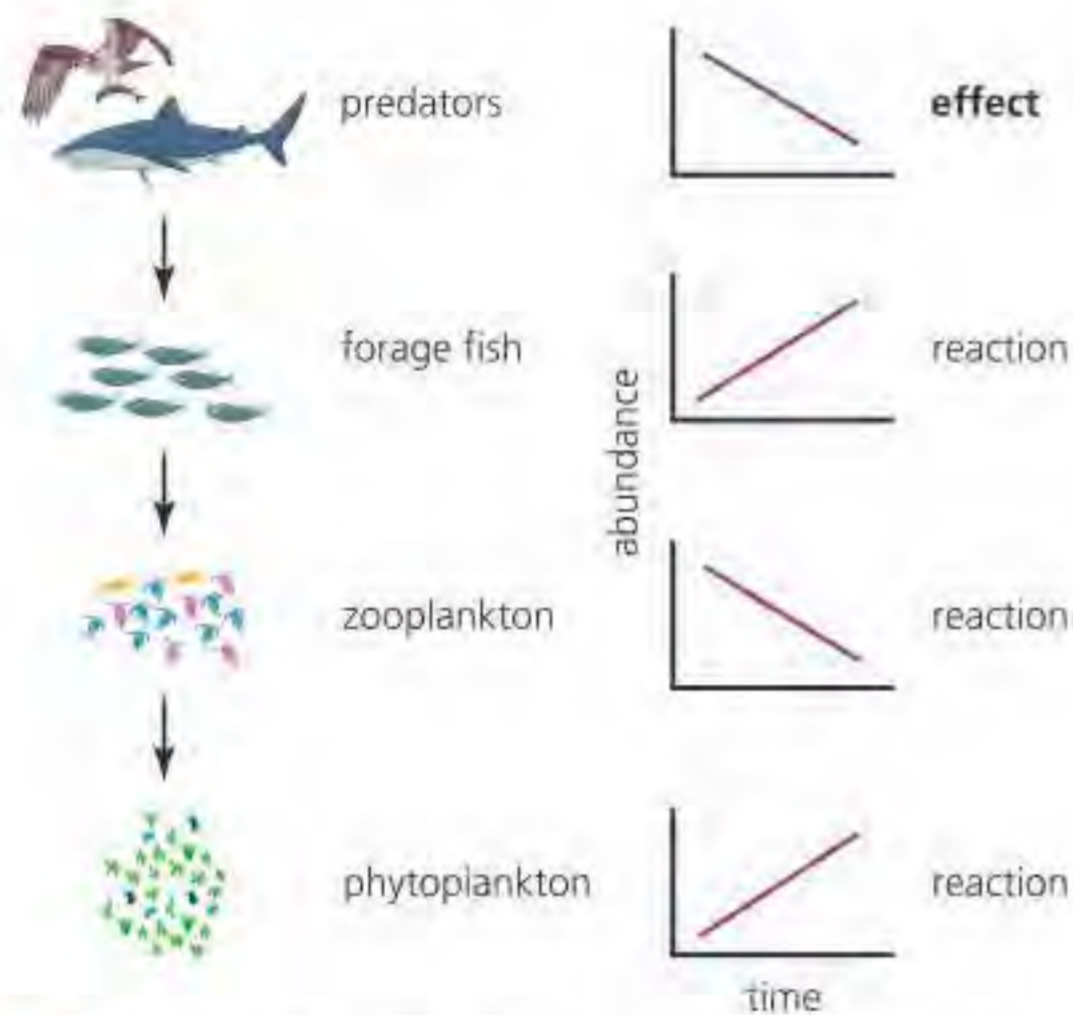 predators
effect
forage fish
reaction
abundance
zooplankton
reaction
phytoplankton
reaction
time